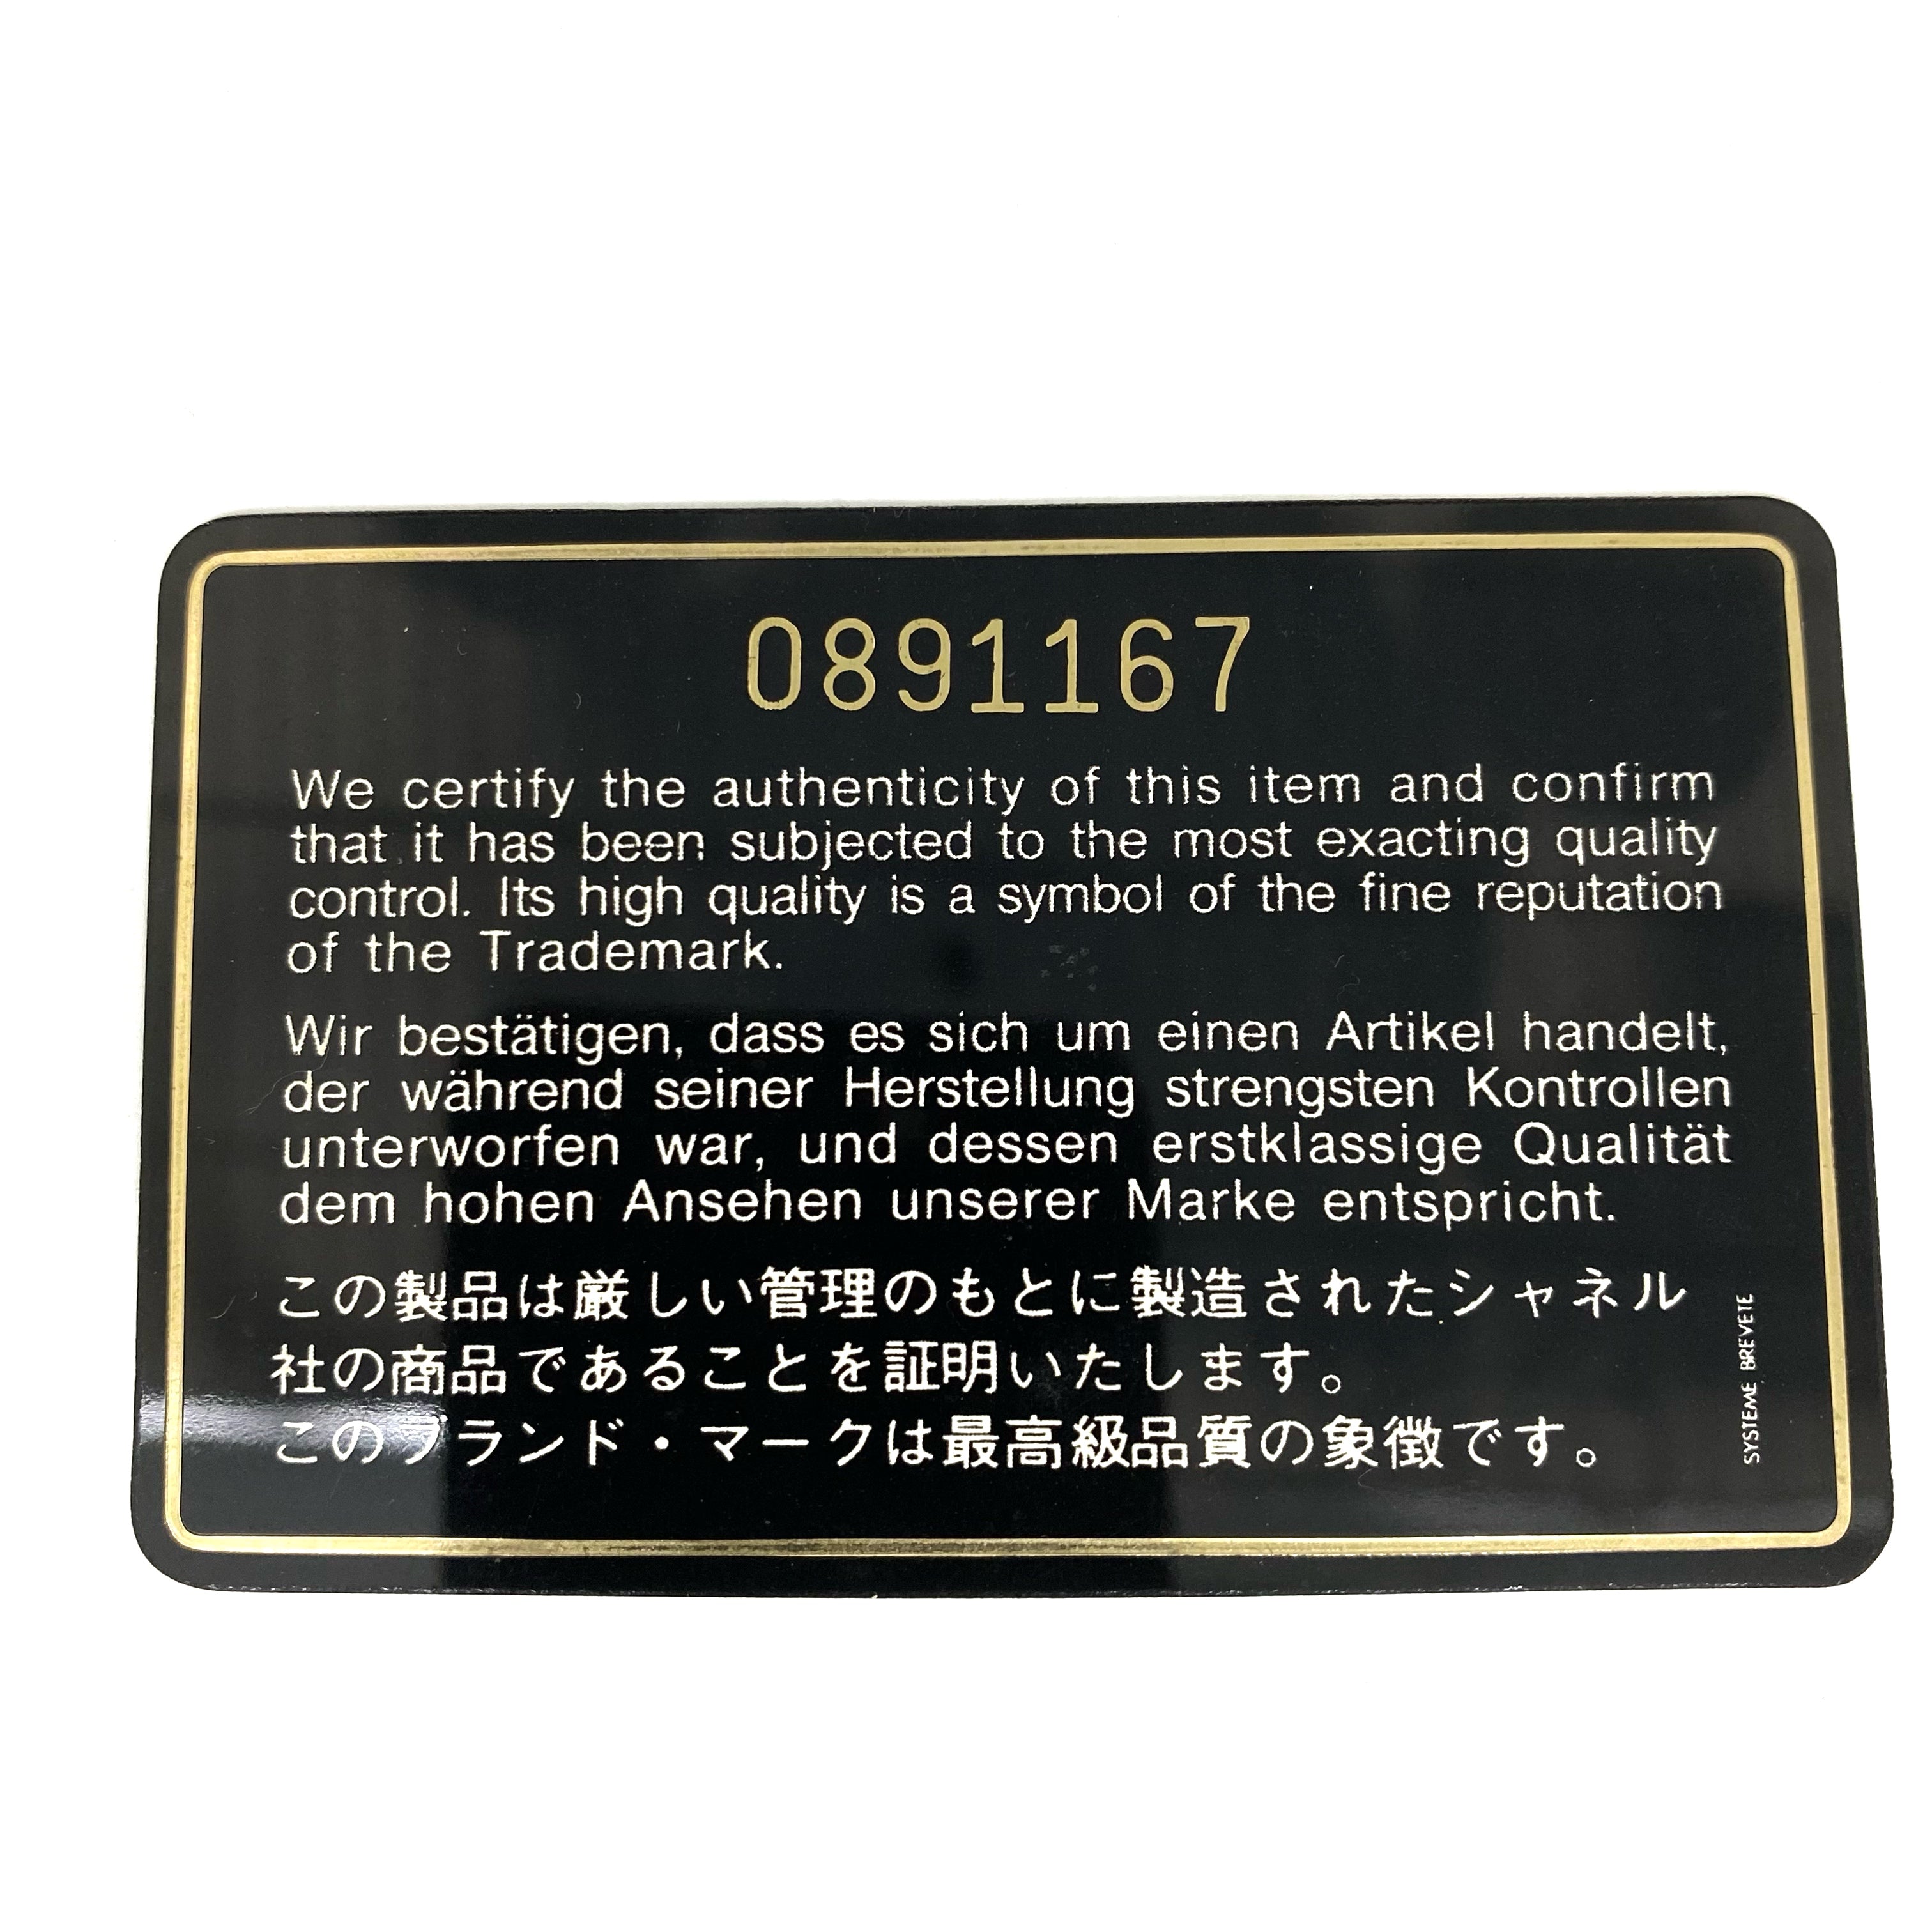 0891167
We certify the authenticity of this item and confirm
that it has been subjected to the most exacting quality
control. Its high quality is a symbol of the fine reputation
of the Trademark.
Wir bestätigen, dass es sich um einen Artikel handelt,
der während seiner Herstellung strengsten Kontrollen
unterworfen war, und dessen erstklassige Qualität
dem hohen Ansehen unserer Marke entspricht.
この製品は厳しい管理のもとに製造されたシャネル
社の商品であることを証明いたします。
このブランド・マークは最高級品質の象徴です。
SYSTEME BREVETE